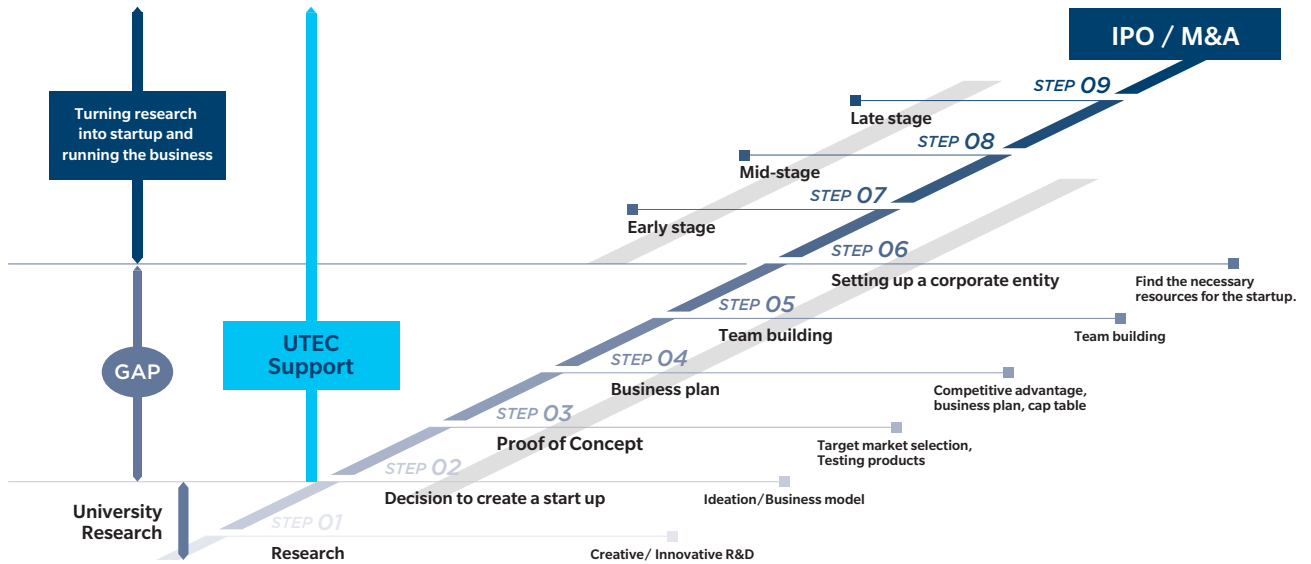 IPO / M&A
Turning research
into startup and
running the business
STEP 09
Late stage
STEP 08
Mid-stage
STEP 07
Early stage
STEP 06
Setting up a corporate entity
Find the necessary
resources for the startup.
STEP 05
Team building
Team building
UTEC
Support
GAP
STEP 04
Business plan
Competitive advantage,
business plan, cap table
STEP 03
Proof of Concept
Target market selection,
Testing products
STEP 02
Decision to create a start up
Ideation/Business model
University
Research
STEP 01
Research
Creative/ Innovative R&D